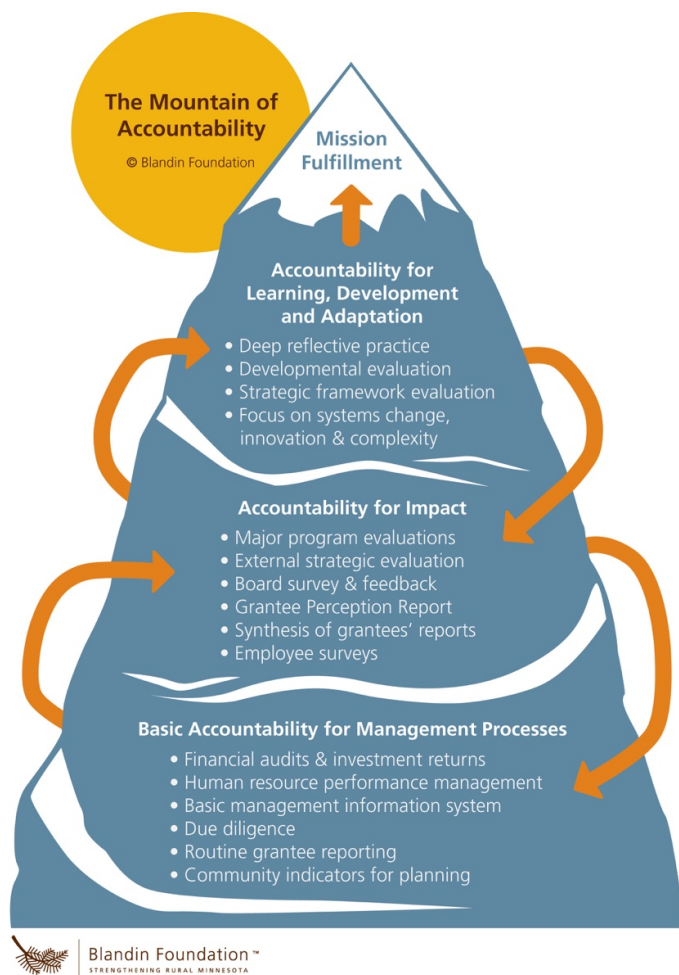 The Mountain of
Accountability
© Blandin Foundation
Mission
Fulfillment
Accountability for
Learning, Development
and Adaptation
• Deep reflective practice
• Developmental evaluation
• Strategic framework evaluation
• Focus on systems change,
innovation & complexity
Accountability for Impact
• Major program evaluations
• External strategic evaluation
• Board survey & feedback
• Grantee Perception Report
• Synthesis of grantees’ reports
• Employee surveys
Basic Accountability for Management Processes
• Financial audits & investment returns
• Human resource performance management
• Basic management information system
• Due diligence
• Routine grantee reporting
• Community indicators for planning
Blandin Foundation™
STRENGTHENING RURAL MINNESOTA